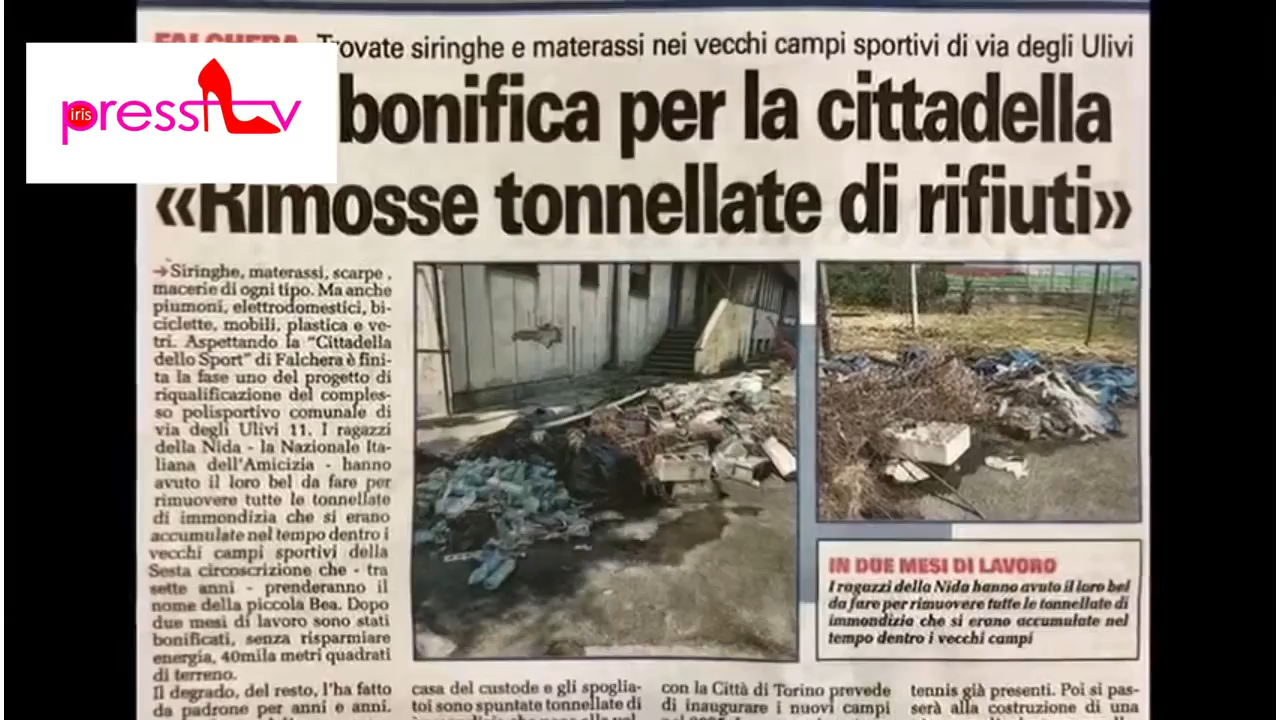 FALCHERA Trovate siringhe e materassi nei vecchi campi sportivi di via degli Ulivi
iris
press tv
bonifica per la cittadella
«Rimosse tonnellate di rifiuti»
→Siringhe, materassi, scarpe,
macerie di ogni tipo. Ma anche
piumoni, elettrodomestici, bi-
ciclette, mobili, plastica e ve-
tri. Aspettando la "Cittadella
dello Sport" di Falchera è fini-
ta la fase uno del progetto di
riqualificazione del comples-
so polisportivo comunale di
via degli Ulivi 11. I ragazzi
della Nida - la Nazionale Ita-
liana dell'Amicizia - hanno
avuto il loro bel da fare per
rimuovere tutte le tonnellate
di immondizia che si erano
accumulate nel tempo dentro i
vecchi campi sportivi della
Sesta circoscrizione che - tra
sette anni - prenderanno il
nome della piccola Bea. Dopo
due mesi di lavoro sono stati
bonificati, senza risparmiare
energia, 40mila metri quadrati
di terreno.
Il degrado, del resto, l'ha fatto
da padrone per anni e anni.
IN DUE MESI DI LAVORO
I ragazzi della Nida hanno avuto il loro bel
da fare per rimuovere tutte le tonnellate di
immondizia che si erano accumulate nel
tempo dentro i vecchi campi
casa del custode e gli spoglia-
toi sono spuntate tonnellate di
con la Città di Torino prevede
di inaugurare i nuovi campi
tennis già presenti. Poi si pas-
serà alla costruzione di una